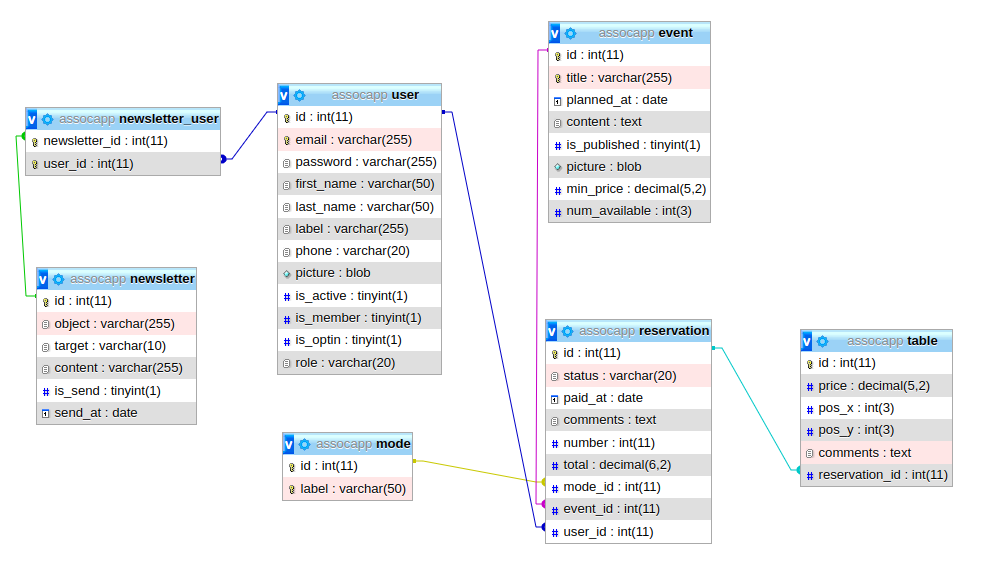 assocapp event
id : int(11)
title : varchar(255)
planned_at : date
content : text
is_published : tinyint(1)
picture : blob
min_price : decimal(5,2)
num_available : int(3)
assocapp user
id : int(11)
email : varchar(255)
password : varchar(255)
first_name : varchar(50)
last_name : varchar(50)
label : varchar(255)
phone : varchar(20)
picture : blob
is_active : tinyint(1)
is_member : tinyint(1)
is_optin : tinyint(1)
role : varchar(20)
assocapp newsletter_user
newsletter_id : int(11)
user_id : int(11)
assocapp newsletter
id : int(11)
object : varchar(255)
target : varchar(10)
content : varchar(255)
is_send : tinyint(1)
send_at : date
assocapp mode
id : int(11)
label : varchar(50)
assocapp reservation
id : int(11)
status : varchar(20)
paid_at : date
comments : text
number : int(11)
total : decimal(6,2)
mode_id : int(11)
event_id : int(11)
user_id : int(11)
assocapp table
id : int(11)
price : decimal(5,2)
pos_x : int(3)
pos_y : int(3)
comments : text
reservation_id : int(11)